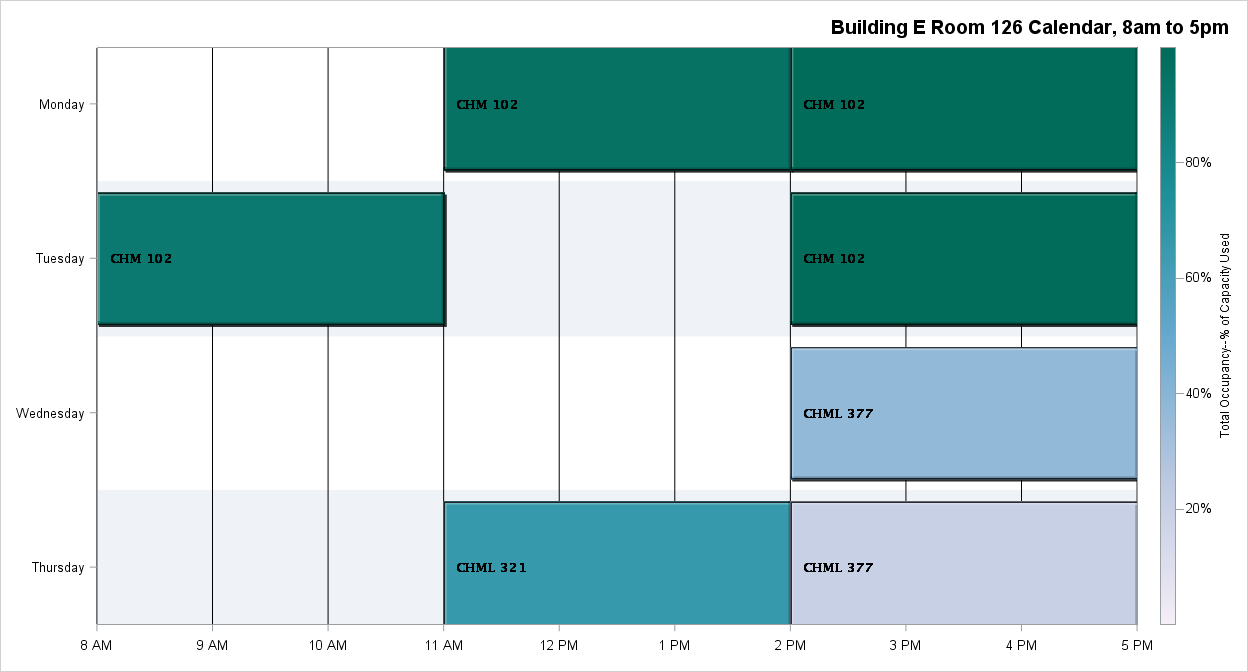 Building E Room 126 Calendar, 8am to 5pm
Monday
CHM 102
CHM 102
80%
Tuesday
CHM 102
CHM 102
60%
Total Occupancy--% of Capacity Used
40%
Wednesday
CHML 377
20%
Thursday
CHML 321
CHML 377
8 AM
9 AM
10 AM
11 AM
12 PM
1 PM
2 PM
3 PM
4 PM
5 PM